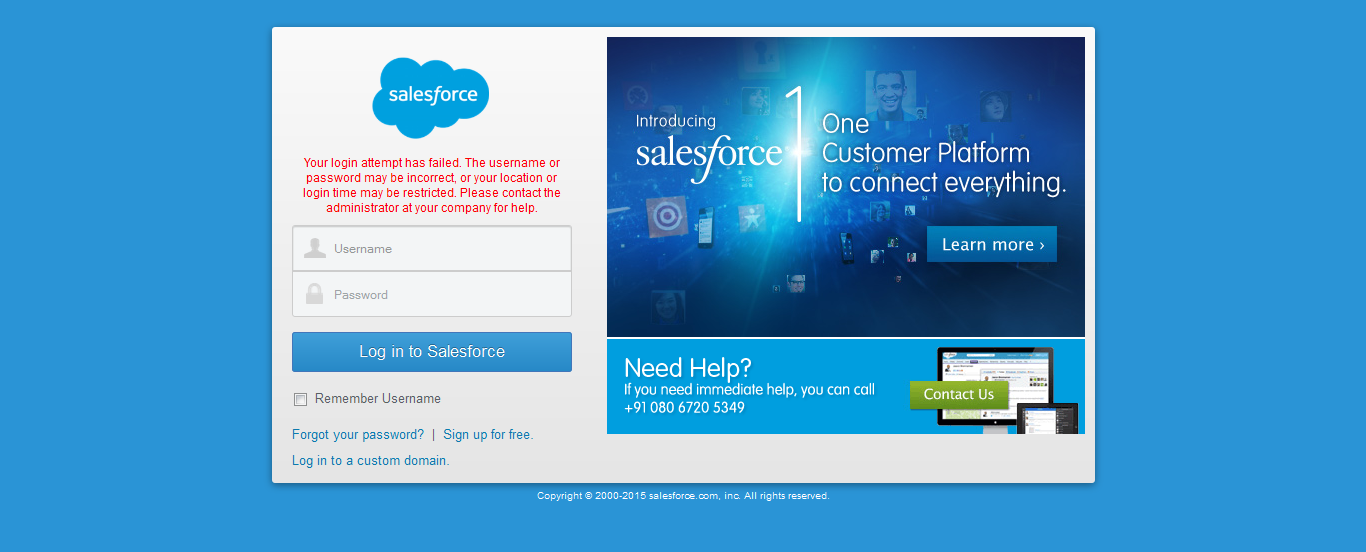 salesforce
Your login attempt has failed. The username or
password may be incorrect, or your location or
login time may be restricted. Please contact the
administrator at your company for help.
Username
Password
Log in to Salesforce
Remember Username
Forgot your password? | Sign up for free.
Log in to a custom domain.
Introducing
salesforce
1
One
Customer Platform
to connect everything.
Learn more ›
Need Help?
If you need immediate help, you can call
+91 080 6720 5349
Contact Us
Copyright © 2000-2015 salesforce.com, inc. All rights reserved.